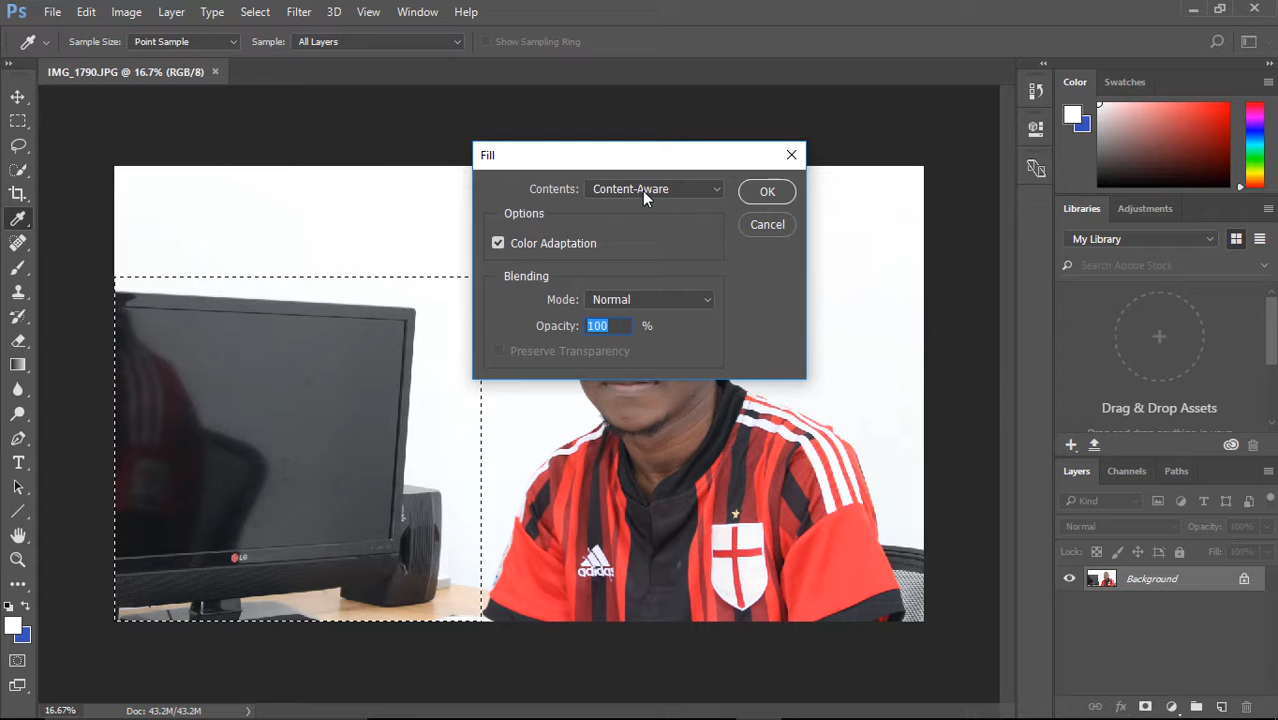 Ps File Edit Image Layer Type Select Filter 3D View Window Help
Sample Size: Point Sample Sample: All Layers Show Sampling Ring
IMG_1790.JPG @ 16.7% (RGB/8) ×
Color Swatches
Fill
Contents: Content-Aware
OK
Options
Cancel
Color Adaptation
Blending
Mode: Normal
Opacity: 100 %
Preserve Transparency
Libraries Adjustments
My Library
Search Adobe Stock
Drag & Drop Assets
Layers Channels Paths
Kind
Normal Opacity: 100%
Lock: Fill: 100%
Background
LG
adidas
16.67% Doc: 43.2M/43.2M